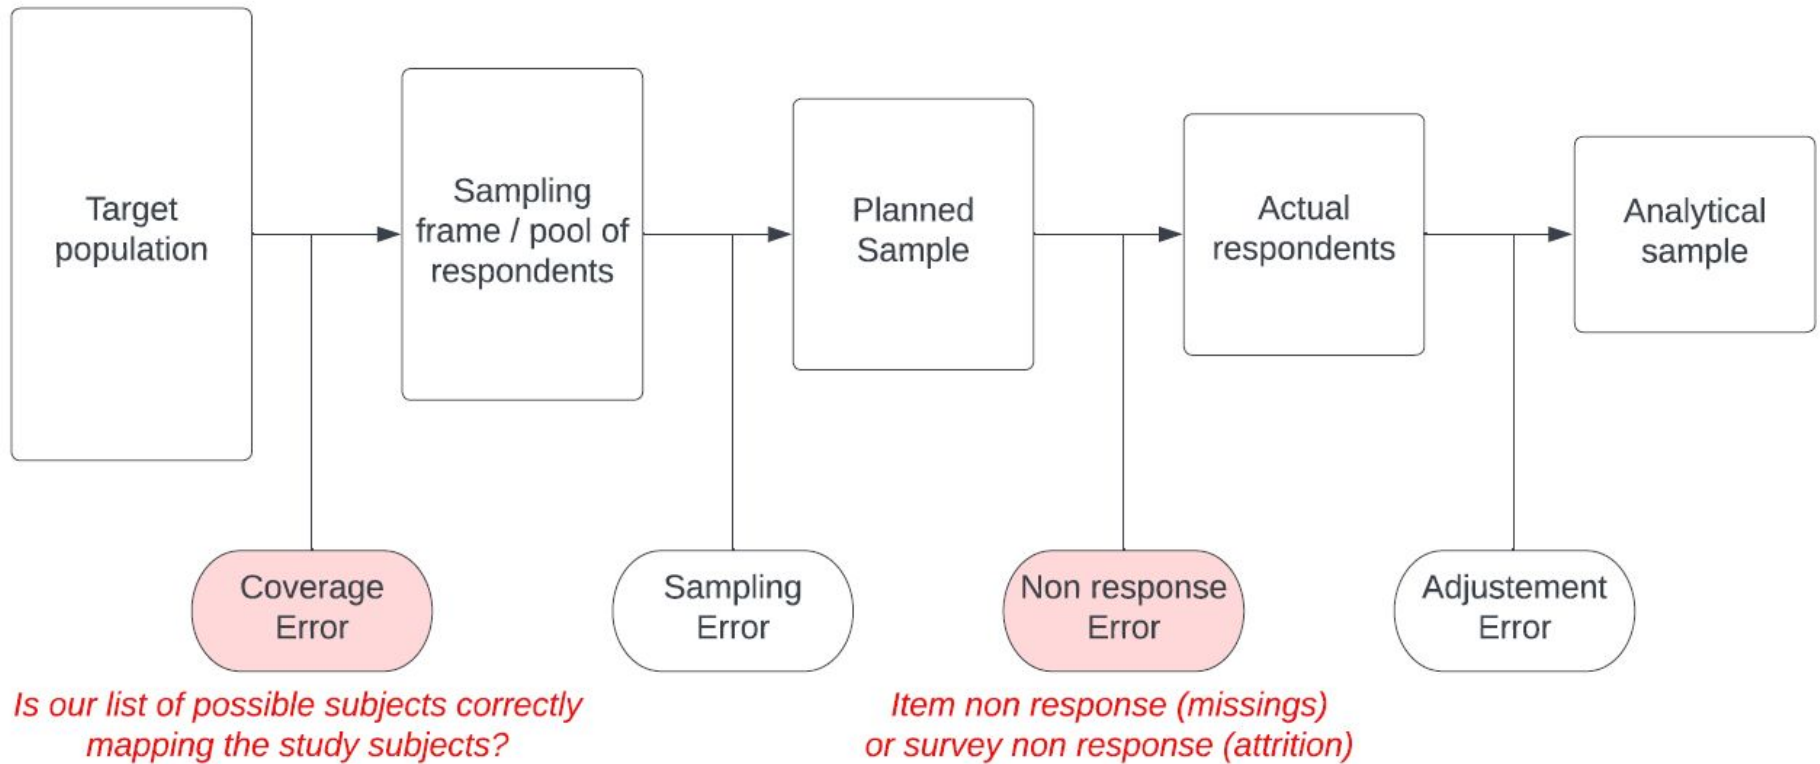 Target
population
Sampling
frame / pool of
respondents
Planned
Sample
Actual
respondents
Analytical
sample
Coverage
Error
Sampling
Error
Non response
Error
Adjustement
Error
Is our list of possible subjects correctly
mapping the study subjects?
Item non response (missings)
or survey non response (attrition)